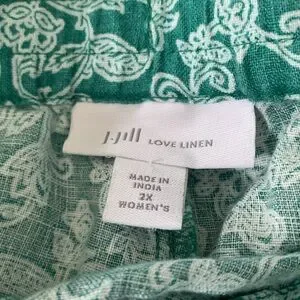 J.Jill LOVE LINEN
MADE IN
INDIA
2X
WOMEN'S